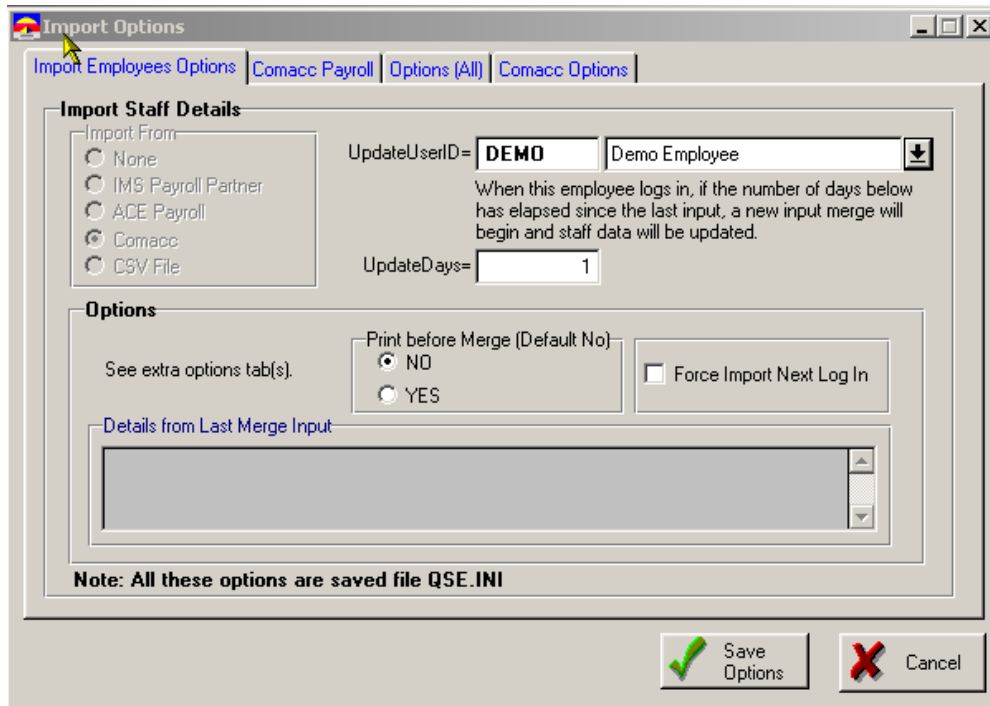 Import Options
Import Employees Options
Comacc Payroll
Options (All)
Comacc Options
Import Staff Details
Import From
None
IMS Payroll Partner
ACE Payroll
Comacc
CSV File
UpdateUserID= DEMO Demo Employee
When this employee logs in, if the number of days below
has elapsed since the last input, a new input merge will
begin and staff data will be updated.
UpdateDays= 1
Options
See extra options tab(s).
Print before Merge (Default No)
NO
YES
Force Import Next Log In
Details from Last Merge Input
Note: All these options are saved file QSE.INI
Save
Options
Cancel